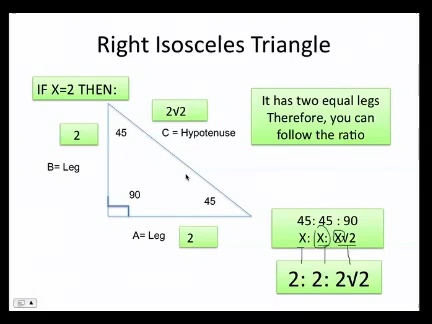 Right Isosceles Triangle
IF X=2 THEN:
2√2
It has two equal legs
Therefore, you can
follow the ratio
2
45
C = Hypotenuse
B= Leg
90
45
A= Leg
2
45: 45 : 90
X: X: X√2
2: 2: 2√2